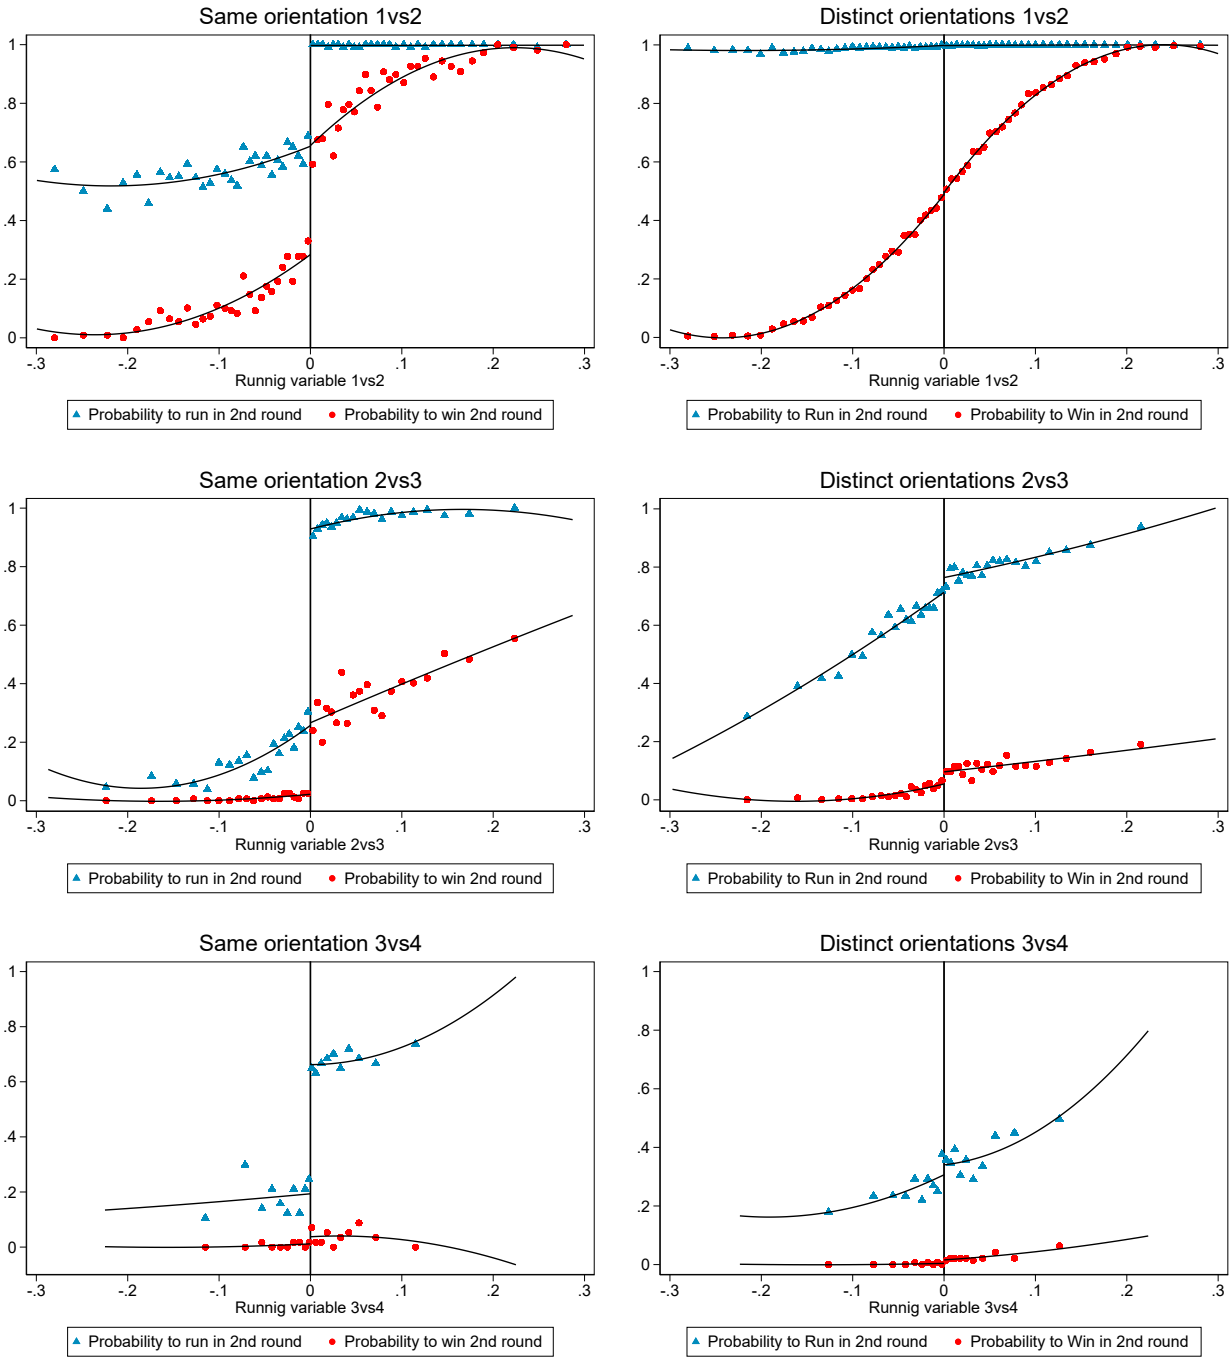 Same orientation 1vs2
1
.8
.6
.4
.2
0
-.3 -.2 -.1 0 .1 .2 .3
Runnig variable 1vs2
Probability to run in 2nd round Probability to win 2nd round
Distinct orientations 1vs2
1
.8
.6
.4
.2
0
-.3 -.2 -.1 0 .1 .2 .3
Runnig variable 1vs2
Probability to Run in 2nd round Probability to Win in 2nd round
Same orientation 2vs3
1
.8
.6
.4
.2
0
-.3 -.2 -.1 0 .1 .2 .3
Runnig variable 2vs3
Probability to run in 2nd round Probability to win 2nd round
Distinct orientations 2vs3
1
.8
.6
.4
.2
0
-.3 -.2 -.1 0 .1 .2 .3
Runnig variable 2vs3
Probability to Run in 2nd round Probability to Win in 2nd round
Same orientation 3vs4
1
.8
.6
.4
.2
0
-.3 -.2 -.1 0 .1 .2 .3
Runnig variable 3vs4
Probability to run in 2nd round Probability to win 2nd round
Distinct orientations 3vs4
1
.8
.6
.4
.2
0
-.3 -.2 -.1 0 .1 .2 .3
Runnig variable 3vs4
Probability to Run in 2nd round Probability to Win in 2nd round